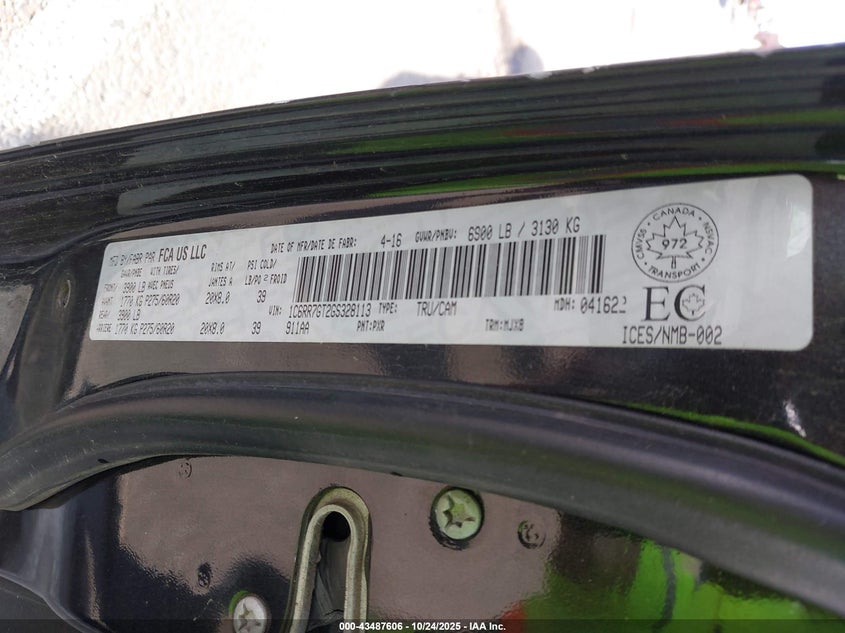 MFD BY/FABR PAR FCA US LLC
DATE OF MFR/DATE DE FABR: 4-16 GVWR/PNBV: 6900 LB / 3130 KG
GAWR/PNBE WITH TIRES/ RIMS AT/ PSI COLD/
AVEC PNEUS JANTES A LB/PO² FROID
FRONT/ 3900 LB
AVANT 1770 KG P275/60R20 20X8.0 39
REAR/ 3900 LB
ARRIERE 1770 KG P275/60R20 20X8.0 39
VIN: 1C6RR7GT2GS328113 TYPE: TRU/CAM MDH:
911AA PNT:PXR TRM:MJXB
CMVSS CANADA NSVAC
972
TRANSPORT
EC
ICES/NMB-002
000-43487606 - 10/24/2025 - IAA Inc.